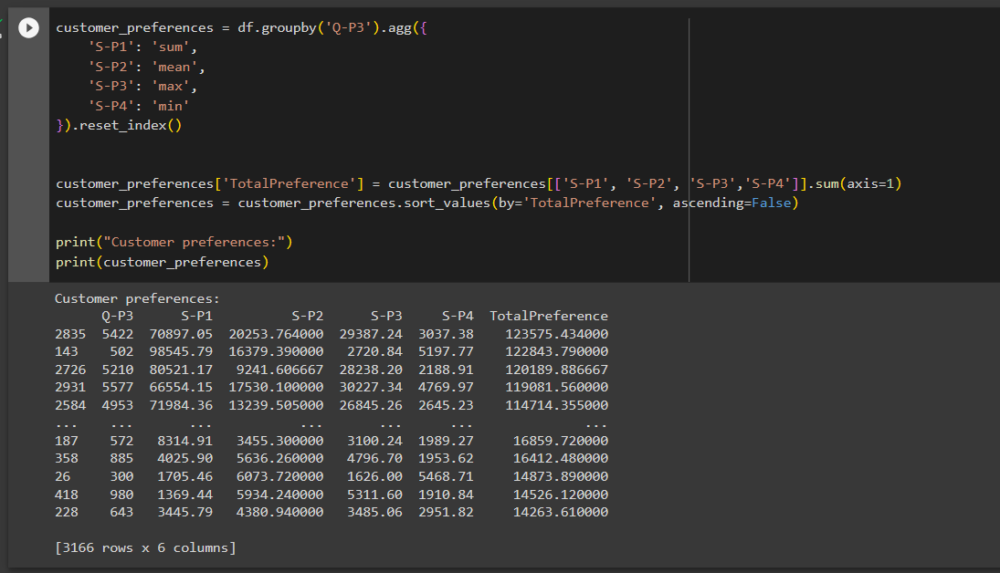 customer_preferences = df.groupby('Q-P3').agg({
    'S-P1': 'sum',
    'S-P2': 'mean',
    'S-P3': 'max',
    'S-P4': 'min'
}).reset_index()
customer_preferences['TotalPreference'] = customer_preferences[['S-P1', 'S-P2', 'S-P3','S-P4']].sum(axis=1)
customer_preferences = customer_preferences.sort_values(by='TotalPreference', ascending=False)
print("Customer preferences:")
print(customer_preferences)
Customer preferences:
      Q-P3      S-P1          S-P2      S-P3     S-P4  TotalPreference
2835  5422  70897.05  20253.764000  29387.24  3037.38    123575.434000
143    502  98545.79  16379.390000   2720.84  5197.77    122843.790000
2726  5210  80521.17   9241.606667  28238.20  2188.91    120189.886667
2931  5577  66554.15  17530.100000  30227.34  4769.97    119081.560000
2584  4953  71984.36  13239.505000  26845.26  2645.23    114714.355000
...    ...       ...           ...       ...      ...              ...
187    572   8314.91   3455.300000   3100.24  1989.27     16859.720000
358    885   4025.90   5636.260000   4796.70  1953.62     16412.480000
26     300   1705.46   6073.720000   1626.00  5468.71     14873.890000
418    980   1369.44   5934.240000   5311.60  1910.84     14526.120000
228    643   3445.79   4380.940000   3485.06  2951.82     14263.610000
[3166 rows x 6 columns]